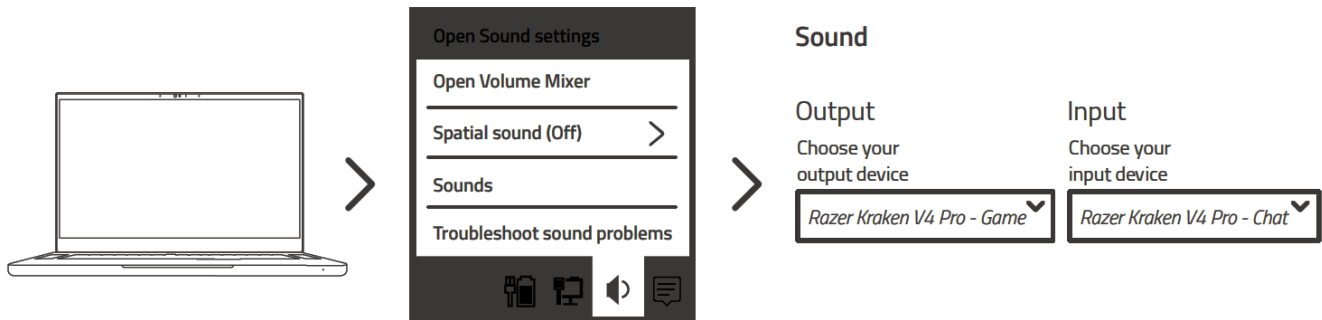 Open Sound settings
Open Volume Mixer
Spatial sound (Off)
Sounds
Troubleshoot sound problems
Sound
Output
Choose your
output device
Razer Kraken V4 Pro - Game
Input
Choose your
input device
Razer Kraken V4 Pro - Chat